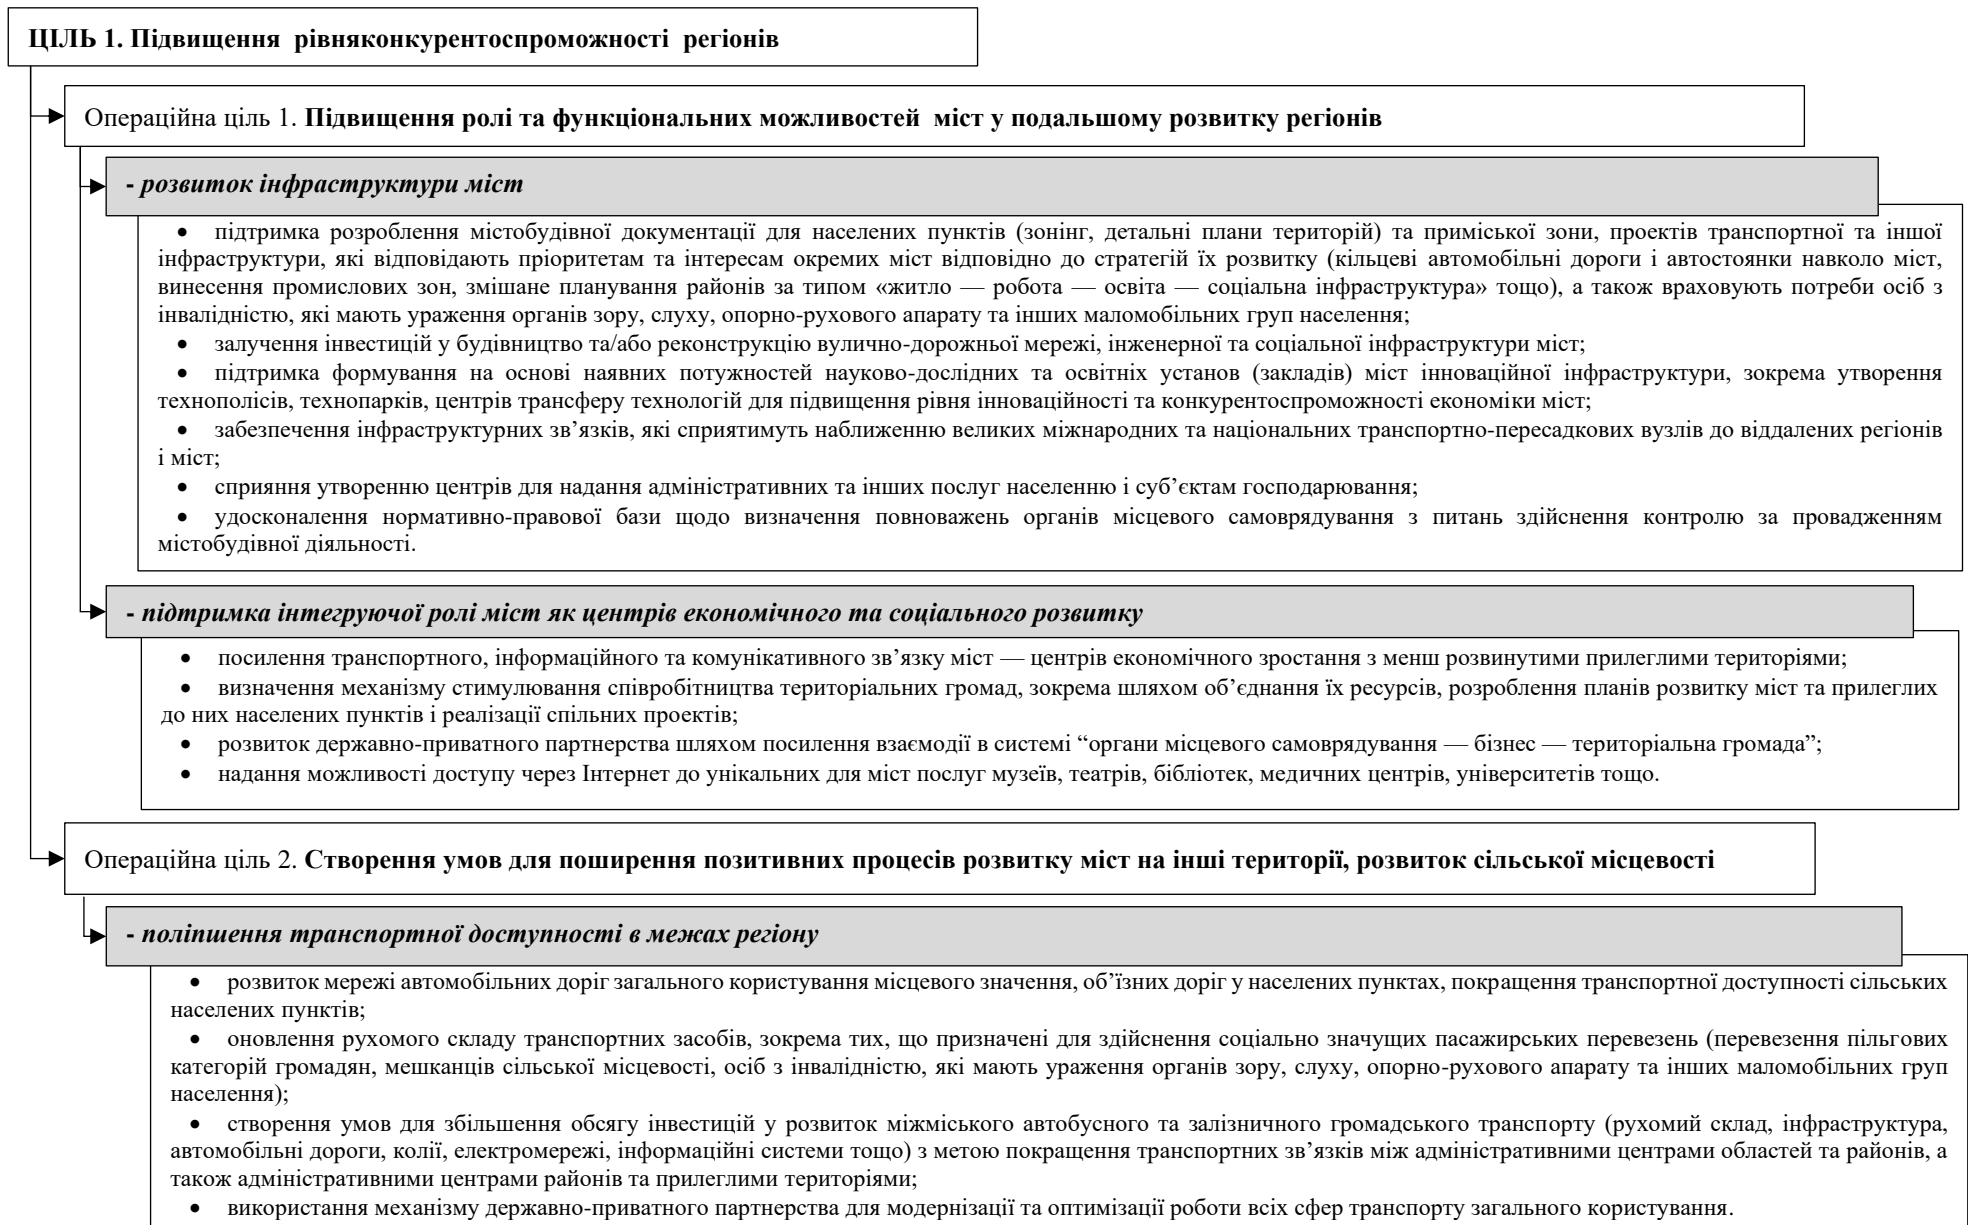 ЦІЛЬ 1. Підвищення рівняконкурентоспроможності регіонів
Операційна ціль 1. Підвищення ролі та функціональних можливостей міст у подальшому розвитку регіонів
- розвиток інфраструктури міст
• підтримка розроблення містобудівної документації для населених пунктів (зонінг, детальні плани територій) та приміської зони, проектів транспортної та іншої
інфраструктури, які відповідають пріоритетам та інтересам окремих міст відповідно до стратегій їх розвитку (кільцеві автомобільні дороги і автостоянки навколо міст,
винесення промислових зон, змішане планування районів за типом «житло — робота — освіта — соціальна інфраструктура» тощо), а також враховують потреби осіб з
інвалідністю, які мають ураження органів зору, слуху, опорно-рухового апарату та інших маломобільних груп населення;
• залучення інвестицій у будівництво та/або реконструкцію вулично-дорожньої мережі, інженерної та соціальної інфраструктури міст;
• підтримка формування на основі наявних потужностей науково-дослідних та освітніх установ (закладів) міст інноваційної інфраструктури, зокрема утворення
технополісів, технопарків, центрів трансферу технологій для підвищення рівня інноваційності та конкурентоспроможності економіки міст;
• забезпечення інфраструктурних зв’язків, які сприятимуть наближенню великих міжнародних та національних транспортно-пересадкових вузлів до віддалених регіонів
і міст;
• сприяння утворенню центрів для надання адміністративних та інших послуг населенню і суб’єктам господарювання;
• удосконалення нормативно-правової бази щодо визначення повноважень органів місцевого самоврядування з питань здійснення контролю за провадженням
містобудівної діяльності.
- підтримка інтегруючої ролі міст як центрів економічного та соціального розвитку
• посилення транспортного, інформаційного та комунікативного зв’язку міст — центрів економічного зростання з менш розвинутими прилеглими територіями;
• визначення механізму стимулювання співробітництва територіальних громад, зокрема шляхом об’єднання їх ресурсів, розроблення планів розвитку міст та прилеглих
до них населених пунктів і реалізації спільних проектів;
• розвиток державно-приватного партнерства шляхом посилення взаємодії в системі “органи місцевого самоврядування — бізнес — територіальна громада”;
• надання можливості доступу через Інтернет до унікальних для міст послуг музеїв, театрів, бібліотек, медичних центрів, університетів тощо.
Операційна ціль 2. Створення умов для поширення позитивних процесів розвитку міст на інші території, розвиток сільської місцевості
- поліпшення транспортної доступності в межах регіону
• розвиток мережі автомобільних доріг загального користування місцевого значення, об’їзних доріг у населених пунктах, покращення транспортної доступності сільських
населених пунктів;
• оновлення рухомого складу транспортних засобів, зокрема тих, що призначені для здійснення соціально значущих пасажирських перевезень (перевезення пільгових
категорій громадян, мешканців сільської місцевості, осіб з інвалідністю, які мають ураження органів зору, слуху, опорно-рухового апарату та інших маломобільних груп
населення);
• створення умов для збільшення обсягу інвестицій у розвиток міжміського автобусного та залізничного громадського транспорту (рухомий склад, інфраструктура,
автомобільні дороги, колії, електромережі, інформаційні системи тощо) з метою покращення транспортних зв’язків між адміністративними центрами областей та районів, а
також адміністративними центрами районів та прилеглими територіями;
• використання механізму державно-приватного партнерства для модернізації та оптимізації роботи всіх сфер транспорту загального користування.